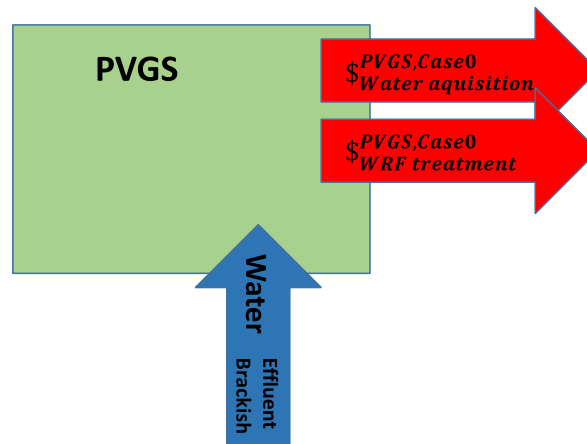 PVGS
$PVGS,Case0
Water aquisition
$PVGS,Case0
WRF treatment
Water
Effluent
Brackish